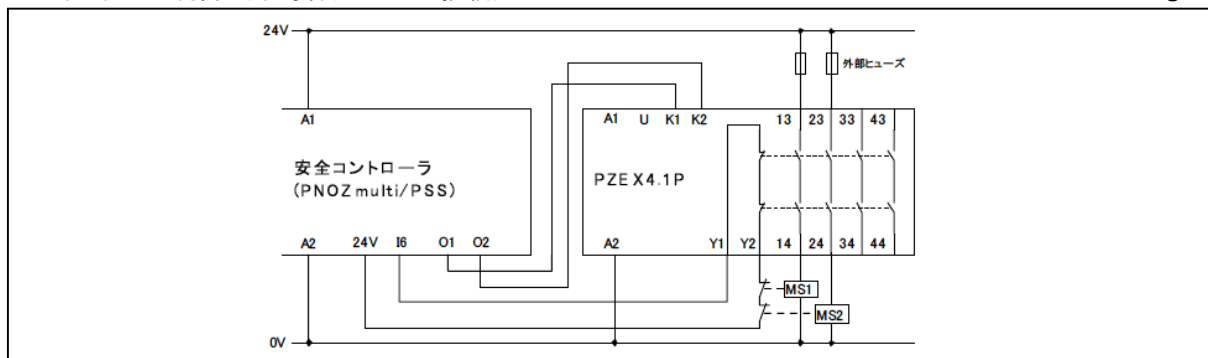 24V
外部ヒューズ
A1
A1 U K1 K2 13 23 33 43
安全コントローラ
(PNOZ multi/PSS)
PZE X4.1P
A2 24V I6 O1 O2
A2 Y1 Y2 14 24 34 44
MS1
MS2
0V